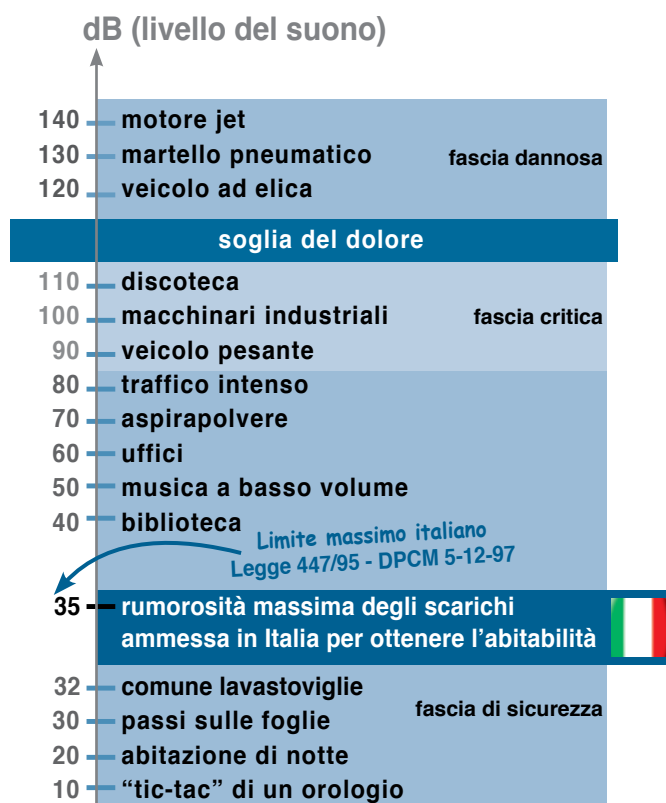 dB (livello del suono)
140 motore jet
130 martello pneumatico
fascia dannosa
120 veicolo ad elica
soglia del dolore
110 discoteca
100 macchinari industriali
fascia critica
90 veicolo pesante
80 traffico intenso
70 aspirapolvere
60 uffici
50 musica a basso volume
40 biblioteca
Limite massimo italiano
Legge 447/95 - DPCM 5-12-97
35 rumorosità massima degli scarichi
ammessa in Italia per ottenere l'abitabilità
32 comune lavastoviglie
fascia di sicurezza
30 passi sulle foglie
20 abitazione di notte
10 “tic-tac” di un orologio